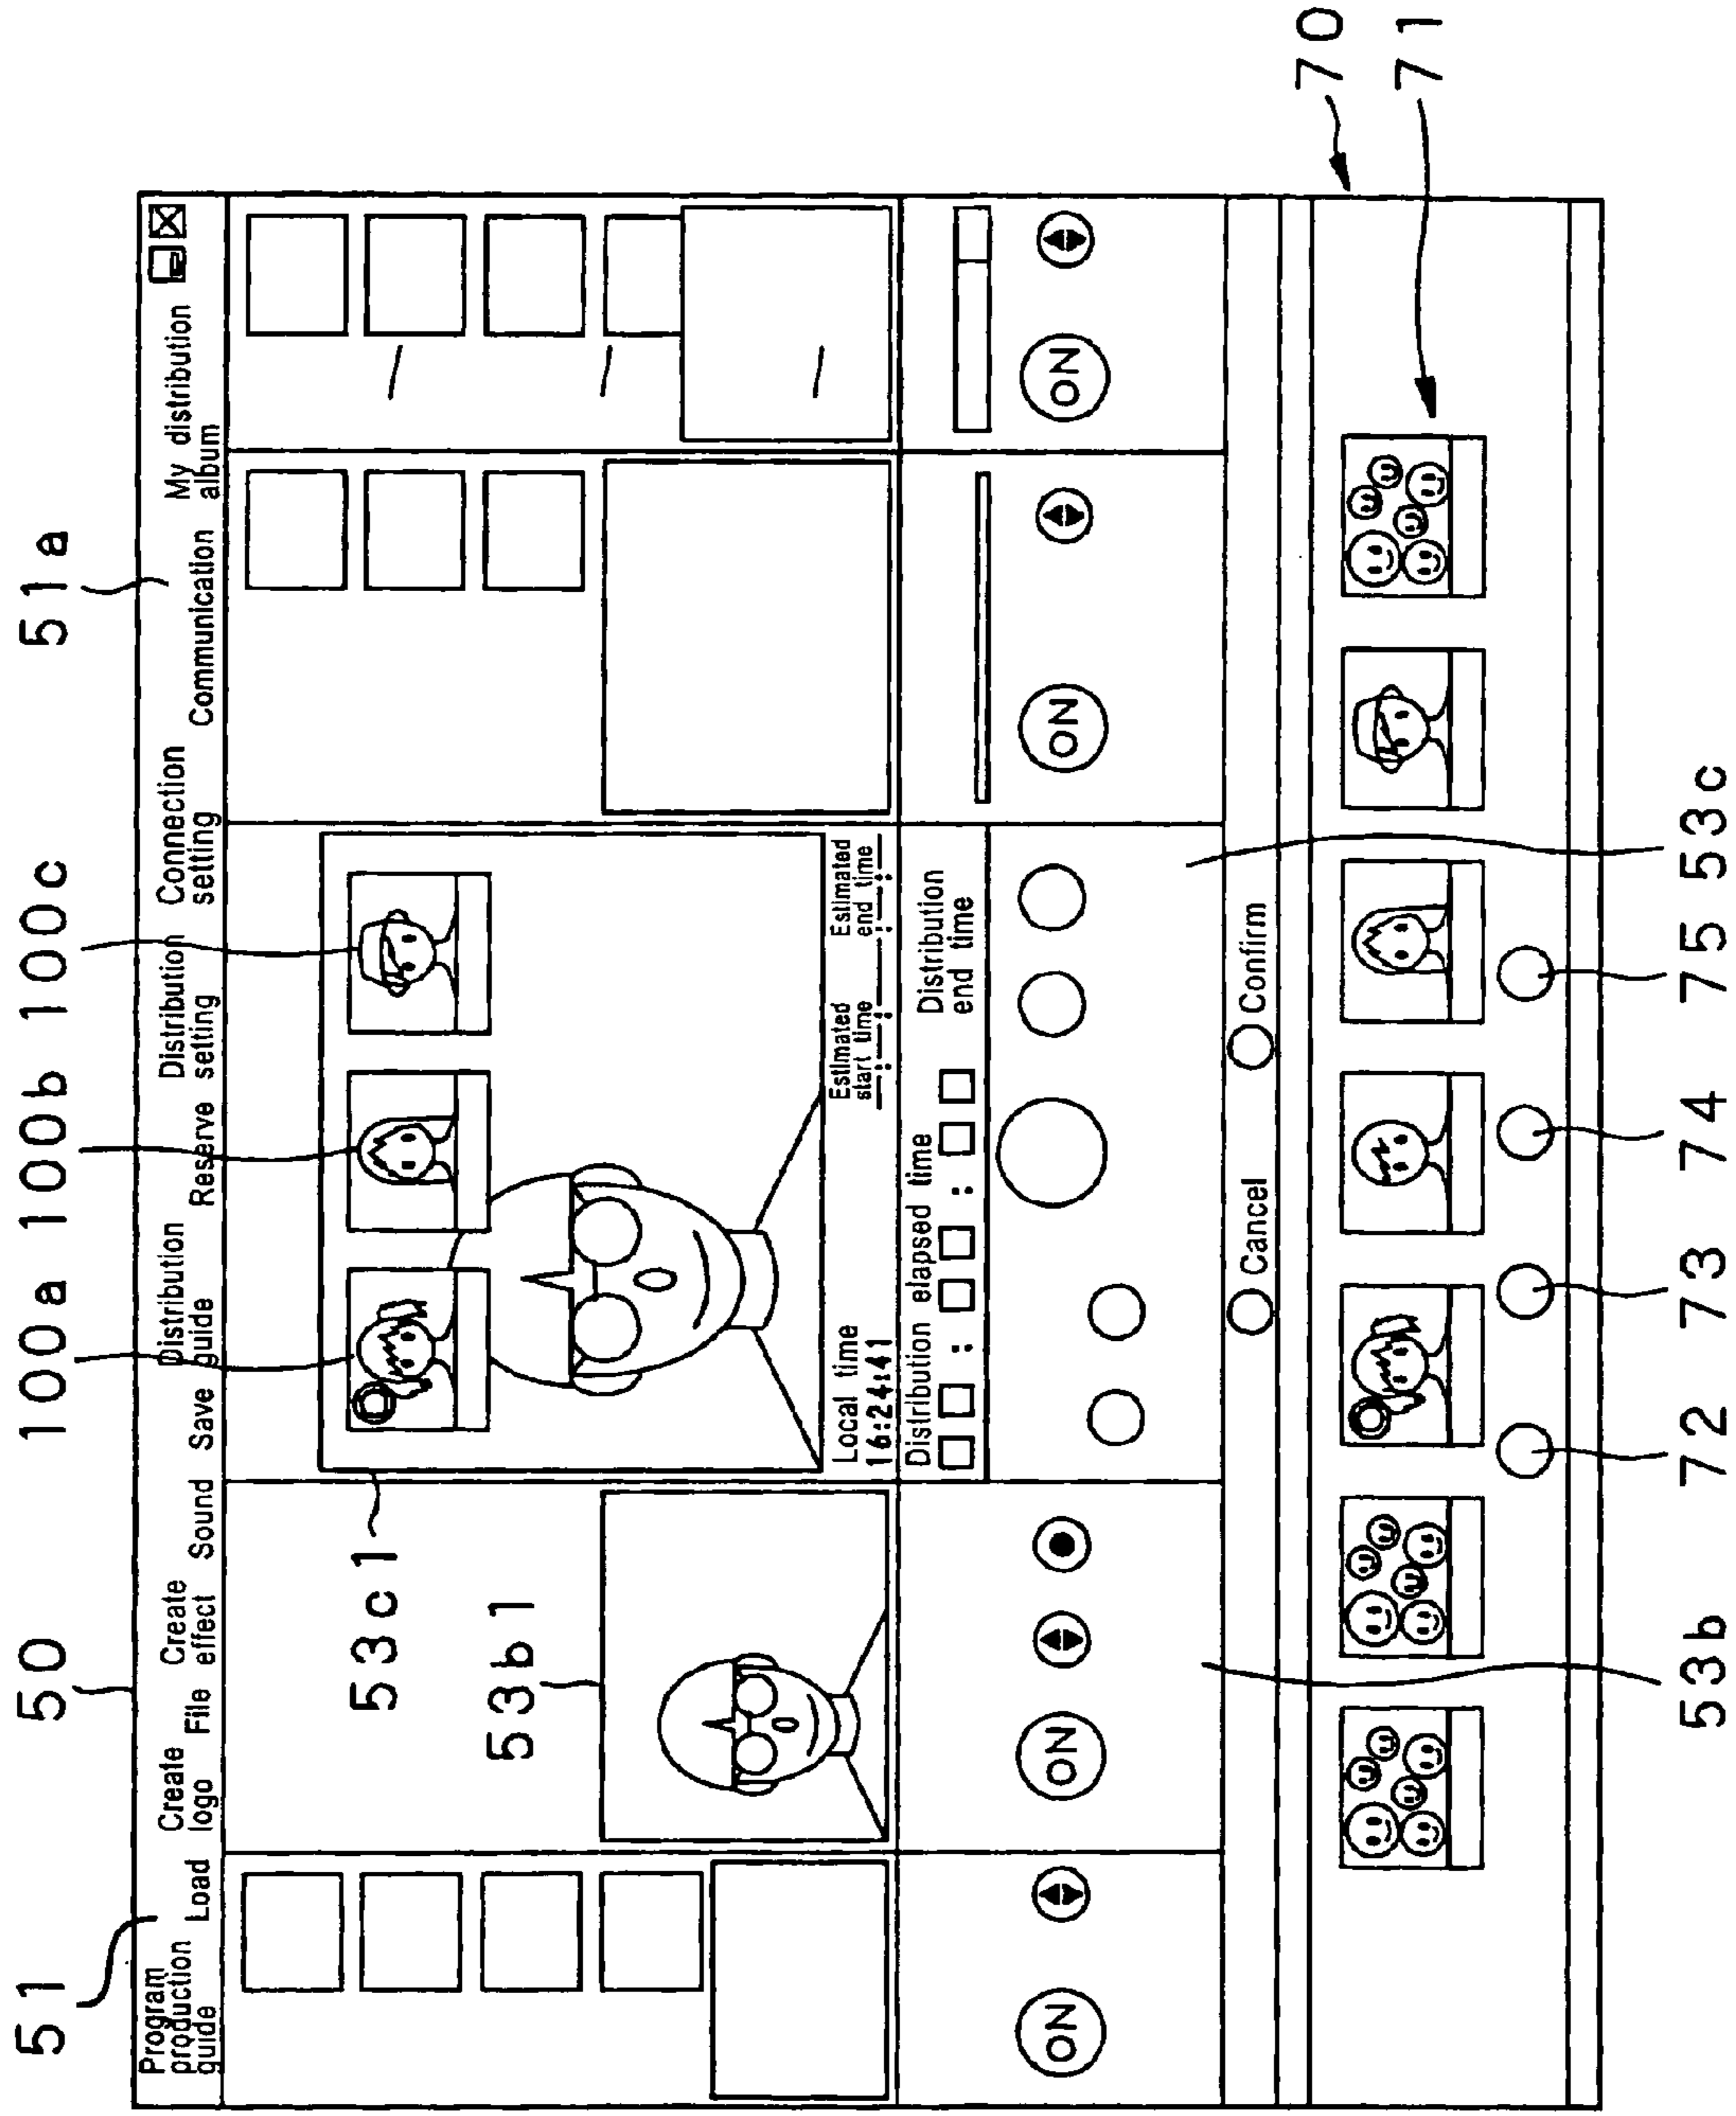 50
51a
51
100a 100b 100c
Program
production
guide
Load
Create
logo
File
Create
effect
Sound
Save
Distribution
guide
Reserve
Distribution
setting
Connection
setting
Communication
My distribution
album
53c1
53b1
Local time
16:24:41
Estimated
start time
--:--:--
Estimated
end time
--:--:--
Distribution elapsed time
: :
Distribution
end time
ON
ON
ON
ON
Cancel
Confirm
70
71
53b
72
73
74
75
53c